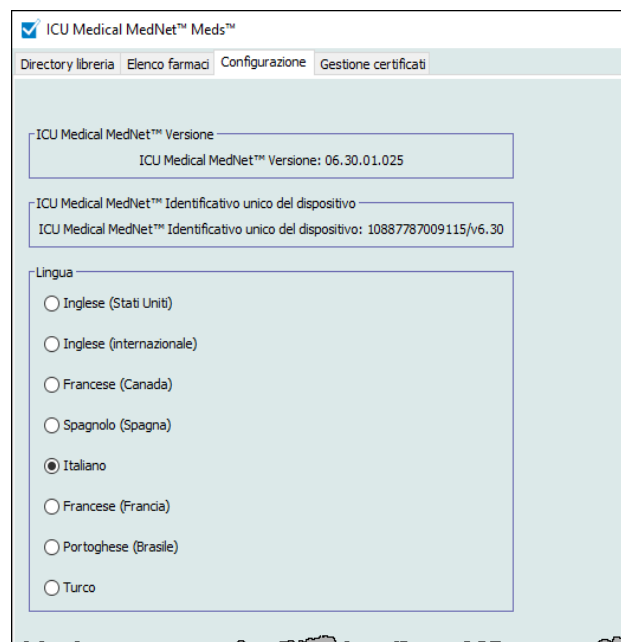 ICU Medical MedNet™ Meds™
Directory libreria Elenco farmaci Configurazione Gestione certificati
ICU Medical MedNet™ Versione
ICU Medical MedNet™ Versione: 06.30.01.025
ICU Medical MedNet™ Identificativo unico del dispositivo
ICU Medical MedNet™ Identificativo unico del dispositivo: 10887787009115/v6.30
Lingua
Inglese (Stati Uniti)
Inglese (internazionale)
Francese (Canada)
Spagnolo (Spagna)
Italiano
Francese (Francia)
Portoghese (Brasile)
Turco